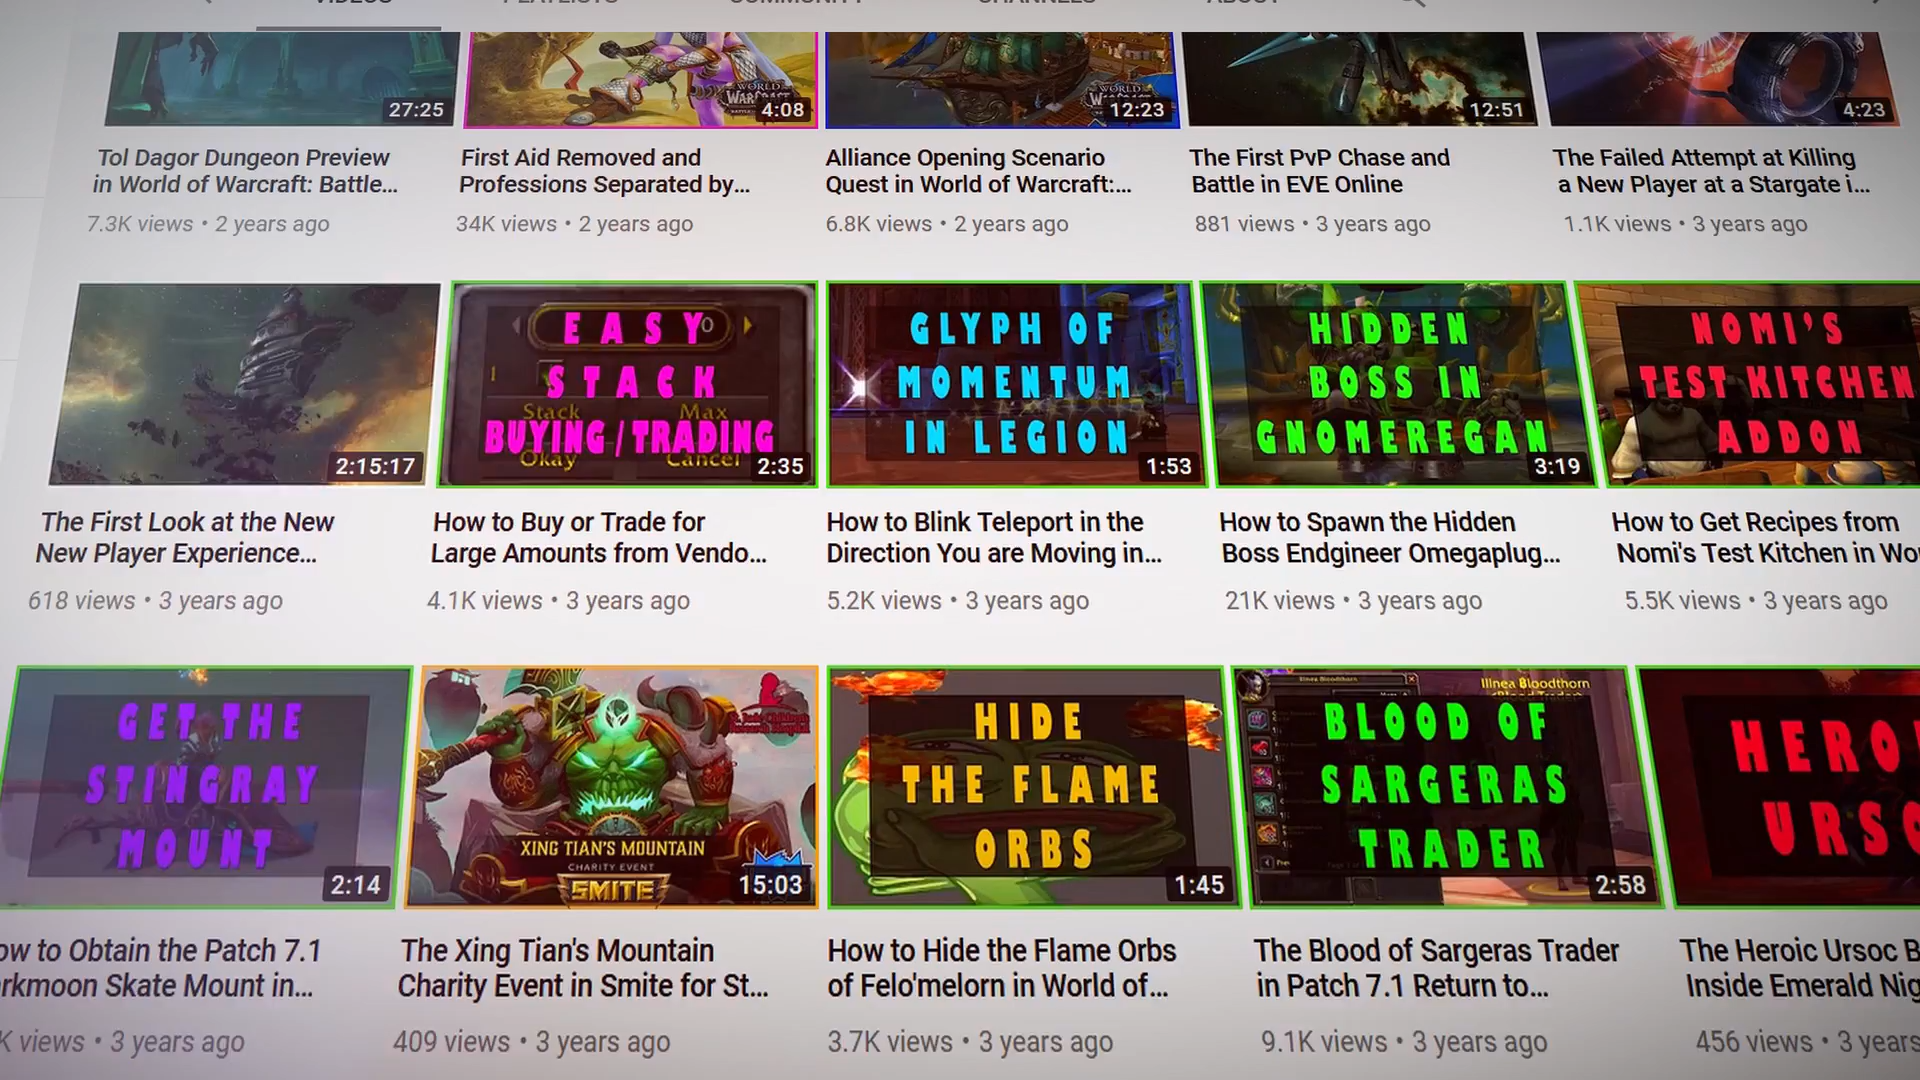 VIDEOS PLAYLISTS COMMUNITY CHANNELS ABOUT
27:25
WORLD
WARCRAFT
4:08
WORLD
12:23
12:51
4:23
Tol Dagor Dungeon Preview
in World of Warcraft: Battle...
7.3K views • 2 years ago
First Aid Removed and
Professions Separated by...
34K views • 2 years ago
Alliance Opening Scenario
Quest in World of Warcraft:...
6.8K views • 2 years ago
The First PvP Chase and
Battle in EVE Online
881 views • 3 years ago
The Failed Attempt at Killing
a New Player at a Stargate i...
1.1K views • 3 years ago
2:15:17
EASY
STACK
BUYING / TRADING
Stack Max
Okay Cancel
2:35
GLYPH OF
MOMENTUM
IN LEGION
1:53
HIDDEN
BOSS IN
GNOMEREGAN
3:19
NOMI'S
TEST KITCHEN
ADDON
The First Look at the New
New Player Experience...
618 views • 3 years ago
How to Buy or Trade for
Large Amounts from Vendo...
4.1K views • 3 years ago
How to Blink Teleport in the
Direction You are Moving in...
5.2K views • 3 years ago
How to Spawn the Hidden
Boss Endgineer Omegaplug...
21K views • 3 years ago
How to Get Recipes from
Nomi's Test Kitchen in Wo
5.5K views • 3 years ago
GET THE
STINGRAY
MOUNT
2:14
XING TIAN'S MOUNTAIN
CHARITY EVENT
SMITE
15:03
HIDE
THE FLAME
ORBS
1:45
Illnea Bloodthorn
Illnea Bloodthorn
<Blood Trader>
BLOOD OF
SARGERAS
TRADER
2:58
HERO
URSO
ow to Obtain the Patch 7.1
rkmoon Skate Mount in...
K views • 3 years ago
The Xing Tian's Mountain
Charity Event in Smite for St...
409 views • 3 years ago
How to Hide the Flame Orbs
of Felo'melorn in World of...
3.7K views • 3 years ago
The Blood of Sargeras Trader
in Patch 7.1 Return to...
9.1K views • 3 years ago
The Heroic Ursoc B
Inside Emerald Nig
456 views • 3 years